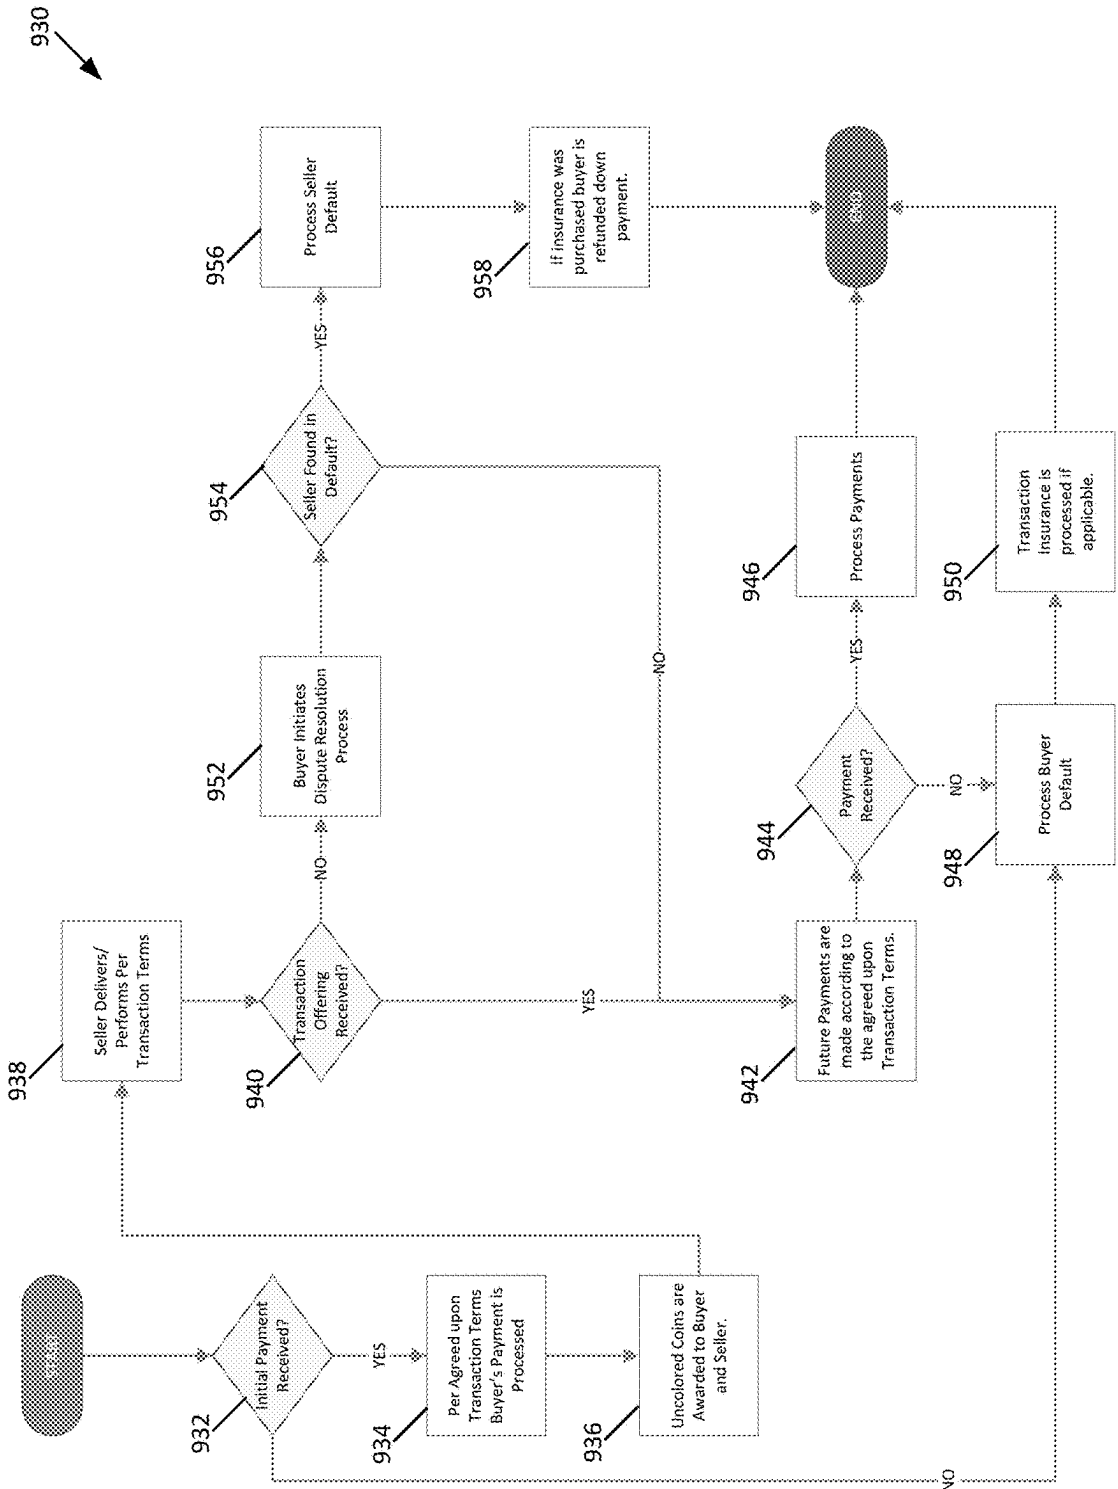 930
932
Initial Payment
Received?
YES
NO
934
Per Agreed upon
Transaction Terms
Buyer's Payment is
Processed
936
Uncolored Coins are
Awarded to Buyer
and Seller.
938
Seller Delivers/
Performs Per
Transaction Terms
940
Transaction
Offering
Received?
NO
YES
952
Buyer Initiates
Dispute Resolution
Process
954
Seller Found in
Default?
YES
NO
956
Process Seller
Default
958
If insurance was
purchased buyer is
refunded down
payment.
942
Future Payments are
made according to
the agreed upon
Transaction Terms.
944
Payment
Received?
YES
NO
946
Process Payments
948
Process Buyer
Default
950
Transaction
Insurance is
processed if
applicable.